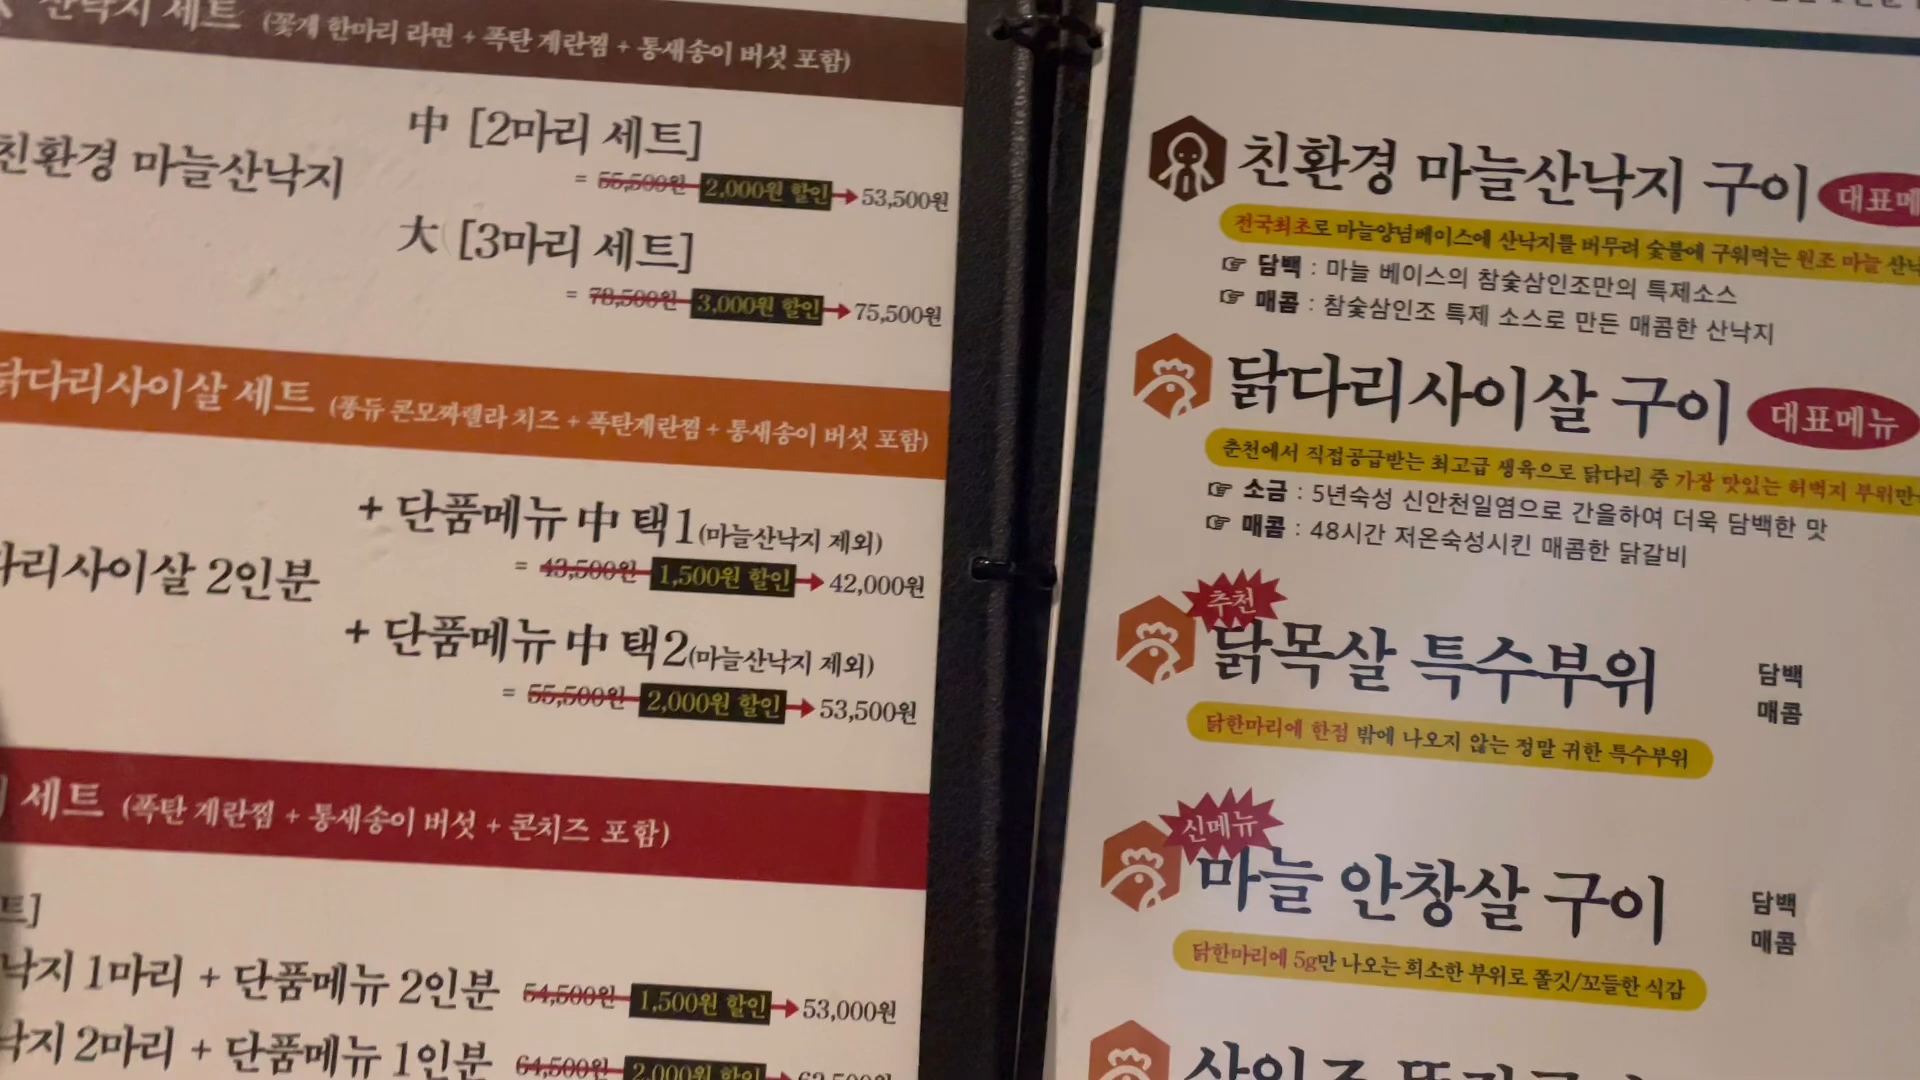 산낙지 세트 (꽃게 한마리 라면 + 폭탄 계란찜 + 통새송이 버섯 포함)
친환경 마늘산낙지
中 [2마리 세트]
= 55,500원 2,000원 할인 → 53,500원
大 [3마리 세트]
= 78,500원 3,000원 할인 → 75,500원
닭다리사이살 세트 (퐁듀 콘모짜렐라 치즈 + 폭탄계란찜 + 통새송이 버섯 포함)
다리사이살 2인분
+ 단품메뉴 中 택1(마늘산낙지 제외)
= 43,500원 1,500원 할인 → 42,000원
+ 단품메뉴 中 택2(마늘산낙지 제외)
= 55,500원 2,000원 할인 → 53,500원
세트 (폭탄 계란찜 + 통새송이 버섯 + 콘치즈 포함)
트]
낙지 1마리 + 단품메뉴 2인분 54,500원 1,500원 할인 → 53,000원
낙지 2마리 + 단품메뉴 1인분 64,500원 2,000원 할인
친환경 마늘산낙지 구이 대표메
전국최초로 마늘양념베이스에 산낙지를 버무려 숯불에 구워먹는 원조 마늘 산낙
☞ 담백 : 마늘 베이스의 참숯삼인조만의 특제소스
☞ 매콤 : 참숯삼인조 특제 소스로 만든 매콤한 산낙지
닭다리사이살 구이 대표메뉴
춘천에서 직접공급받는 최고급 생육으로 닭다리 중 가장 맛있는 허벅지 부위만
☞ 소금 : 5년숙성 신안천일염으로 간을하여 더욱 담백한 맛
☞ 매콤 : 48시간 저온숙성시킨 매콤한 닭갈비
추천
닭목살 특수부위
담백
매콤
닭한마리에 한점 밖에 나오지 않는 정말 귀한 특수부위
신메뉴
마늘 안창살 구이
담백
매콤
닭한마리에 5g만 나오는 희소한 부위로 쫄깃/꼬들한 식감
삼인조